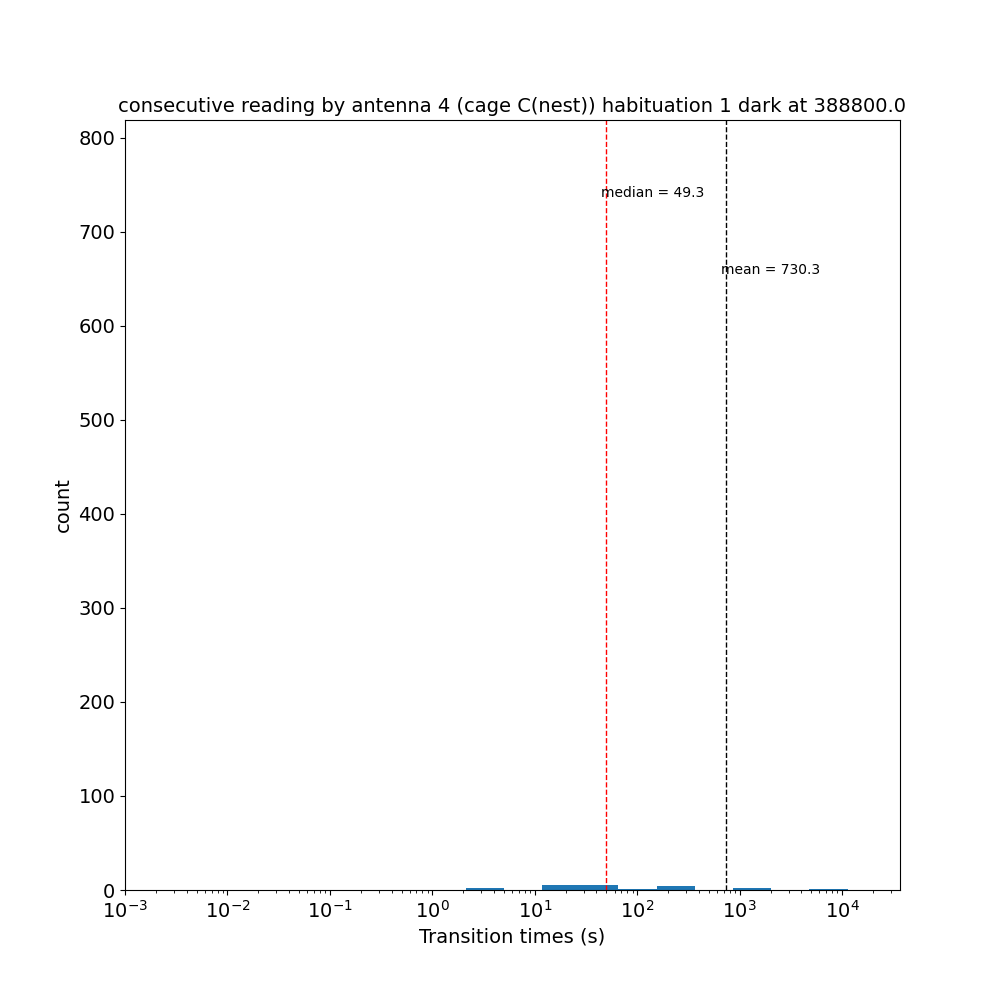 consecutive reading by antenna 4 (cage C(nest)) habituation 1 dark at 388800.0
800
median = 49.3
700
mean = 730.3
600
500
count
400
300
200
100
0
10⁻³ 10⁻² 10⁻¹ 10⁰ 10¹ 10² 10³ 10⁴
Transition times (s)